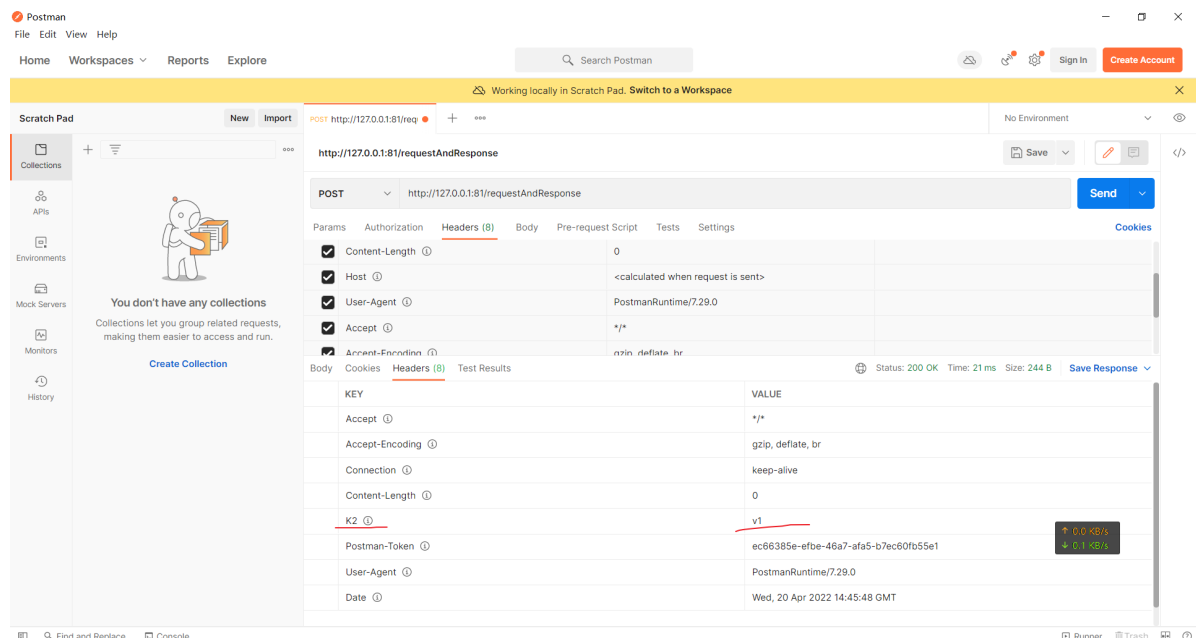 Postman
File Edit View Help
Home Workspaces Reports Explore Search Postman Sign In Create Account
Working locally in Scratch Pad. Switch to a Workspace
Scratch Pad New Import POST http://127.0.0.1:81/req No Environment
Collections
http://127.0.0.1:81/requestAndResponse Save
APIs
POST http://127.0.0.1:81/requestAndResponse Send
Params Authorization Headers (8) Body Pre-request Script Tests Settings Cookies
Environments
Content-Length 0
Host <calculated when request is sent>
Mock Servers
User-Agent PostmanRuntime/7.29.0
You don't have any collections
Collections let you group related requests,
making them easier to access and run.
Accept */*
Monitors
Accept-Encoding gzip, deflate, br
Create Collection
Body Cookies Headers (8) Test Results Status: 200 OK Time: 21 ms Size: 244 B Save Response
History
KEY VALUE
Accept */*
Accept-Encoding gzip, deflate, br
Connection keep-alive
Content-Length 0
K2 v1
0.0 KB/s
0.1 KB/s
Postman-Token ec66385e-efbe-46a7-afa5-b7ec60fb55e1
User-Agent PostmanRuntime/7.29.0
Date Wed, 20 Apr 2022 14:45:48 GMT
Find and Replace Console Runner Trash